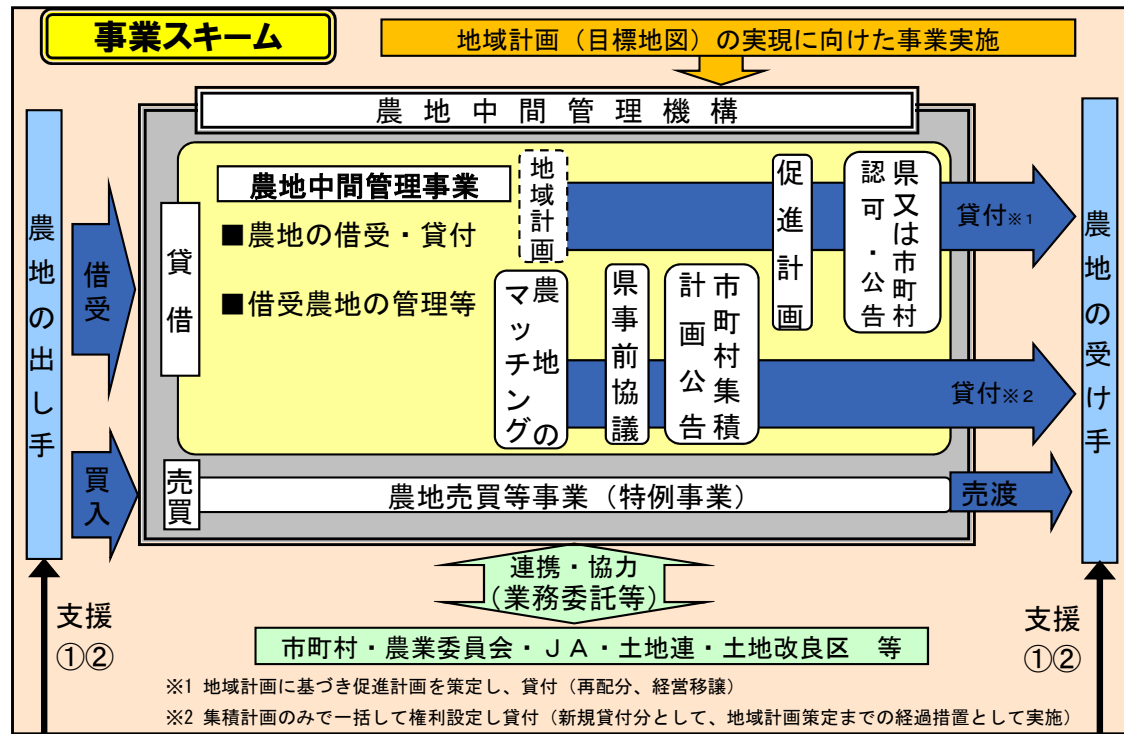 事業スキーム
地域計画（目標地図）の実現に向けた事業実施
農地中間管理機構
農地の出し手
借受
買入
貸借
売買
農地中間管理事業
■農地の借受・貸付
■借受農地の管理等
地域計画
促進計画
県又は市町村
認可・公告
貸付※1
農地の
マッチング
県事前協議
市町村集積
計画公告
貸付※2
農地売買等事業（特例事業）
売渡
農地の受け手
連携・協力
(業務委託等)
市町村・農業委員会・ＪＡ・土地連・土地改良区　等
支援
①②
支援
①②
※1 地域計画に基づき促進計画を策定し、貸付（再配分、経営移譲）
※2 集積計画のみで一括して権利設定し貸付（新規貸付分として、地域計画策定までの経過措置として実施）